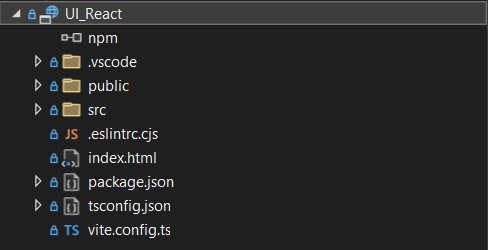 UI_React
npm
.vscode
public
src
JS .eslintrc.cjs
index.html
package.json
tsconfig.json
TS vite.config.ts